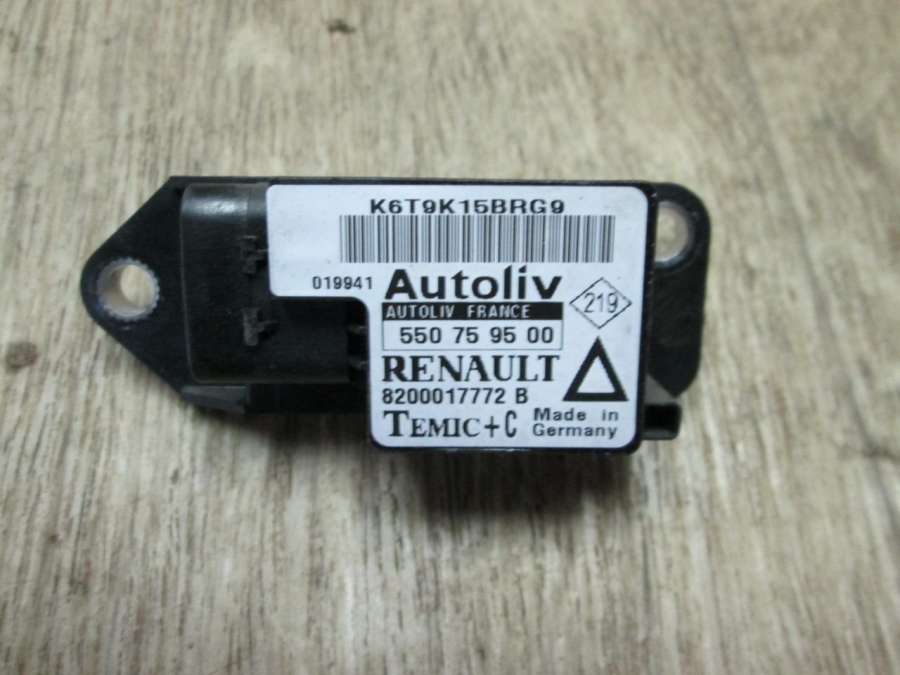 K6T9K15BRG9
019941 Autoliv
AUTOLIV FRANCE
219
550 75 95 00
RENAULT
8200017772 B
TEMIC+C
Made in
Germany